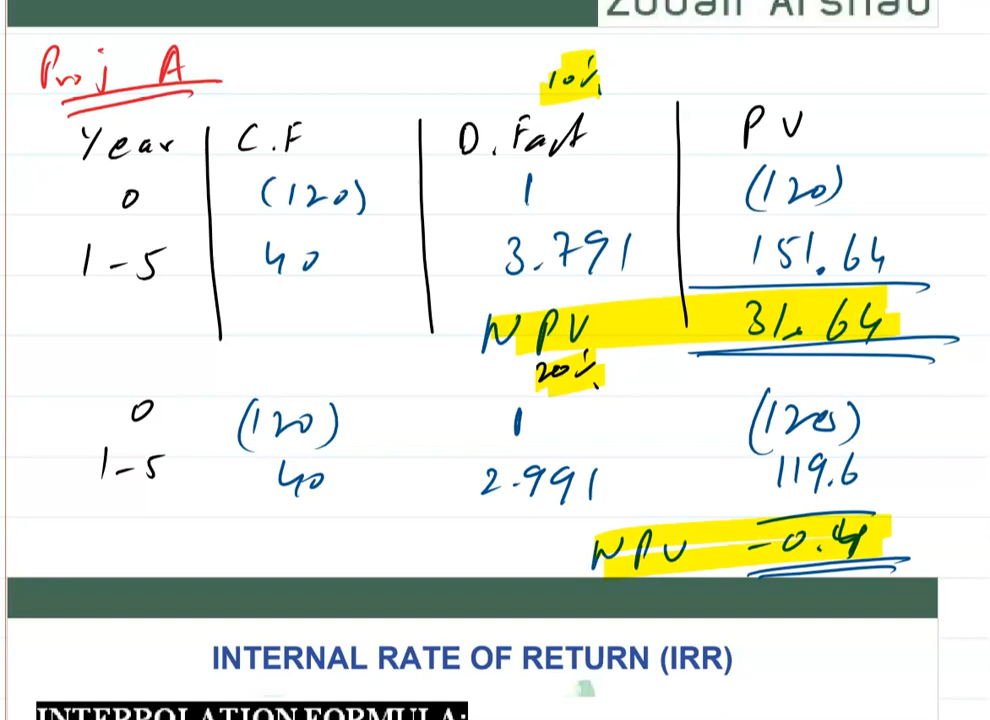 Zubair Arshad
Proj A
10%
Year C.F D.Fact PV
0 (120) 1 (120)
1-5 40 3.791 151.64
NPV 31.64
20%
0 (120) 1 (120)
1-5 40 2.991 119.6
NPV -0.4
INTERNAL RATE OF RETURN (IRR)
INTERPOLATION FORMULA: